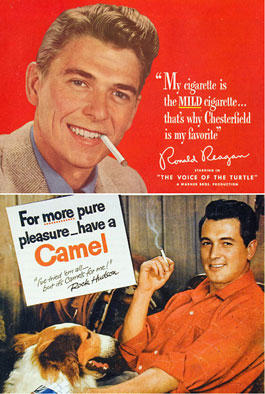 “My cigarette is
the MILD cigarette...
that's why Chesterfield
is my favorite”
Ronald Reagan
STARRING IN
"THE VOICE OF THE TURTLE"
A WARNER BROS. PRODUCTION
For more pure
pleasure...have a
Camel
"I've tried 'em all—
but it's Camels for me!"
Rock Hudson